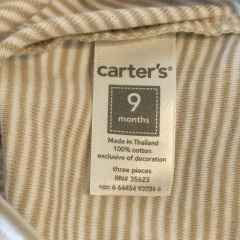 carter's®
9
months
Made in Thailand
100% cotton
exclusive of decoration
three pieces
RN# 35623
upc 6 64454 93034 6